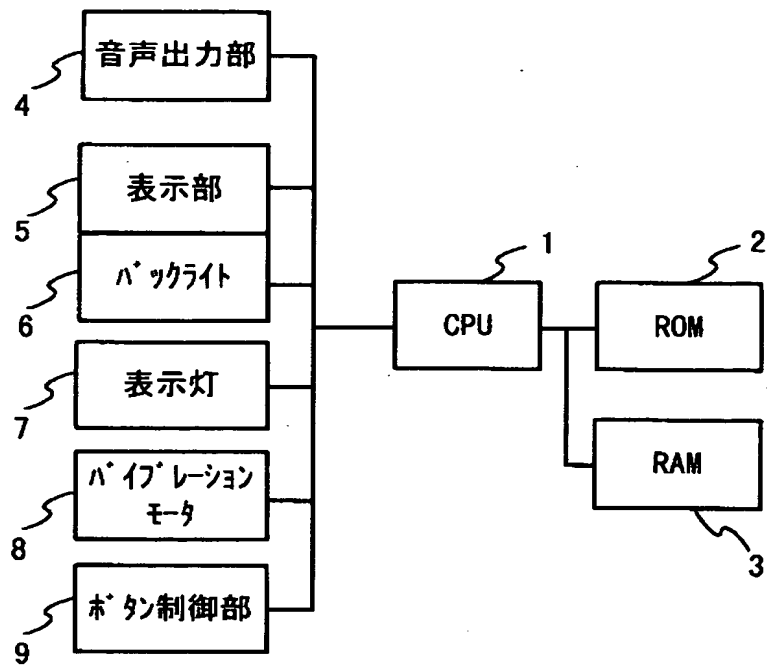 音声出力部
4
表示部
5
バックライト
6
表示灯
7
バイブレーション
モータ
8
ボタン制御部
9
1
CPU
2
ROM
RAM
3